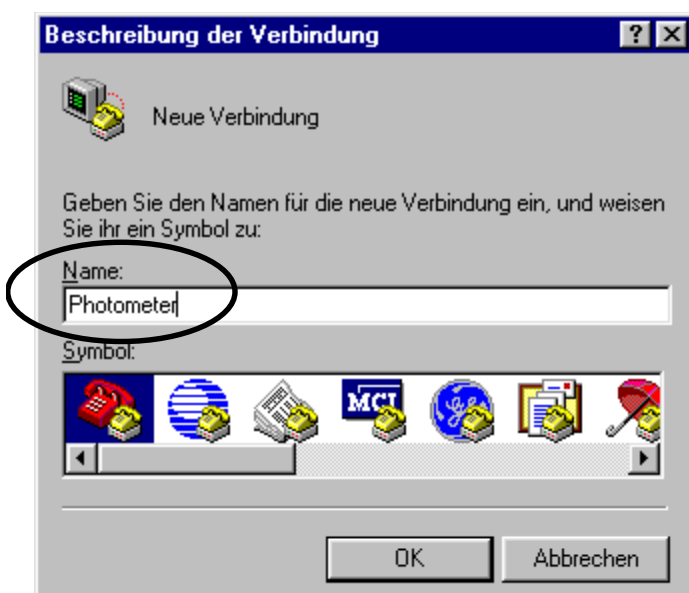 Beschreibung der Verbindung
Neue Verbindung
Geben Sie den Namen für die neue Verbindung ein, und weisen
Sie ihr ein Symbol zu:
Name:
Photometer
Symbol:
MCI
OK
Abbrechen